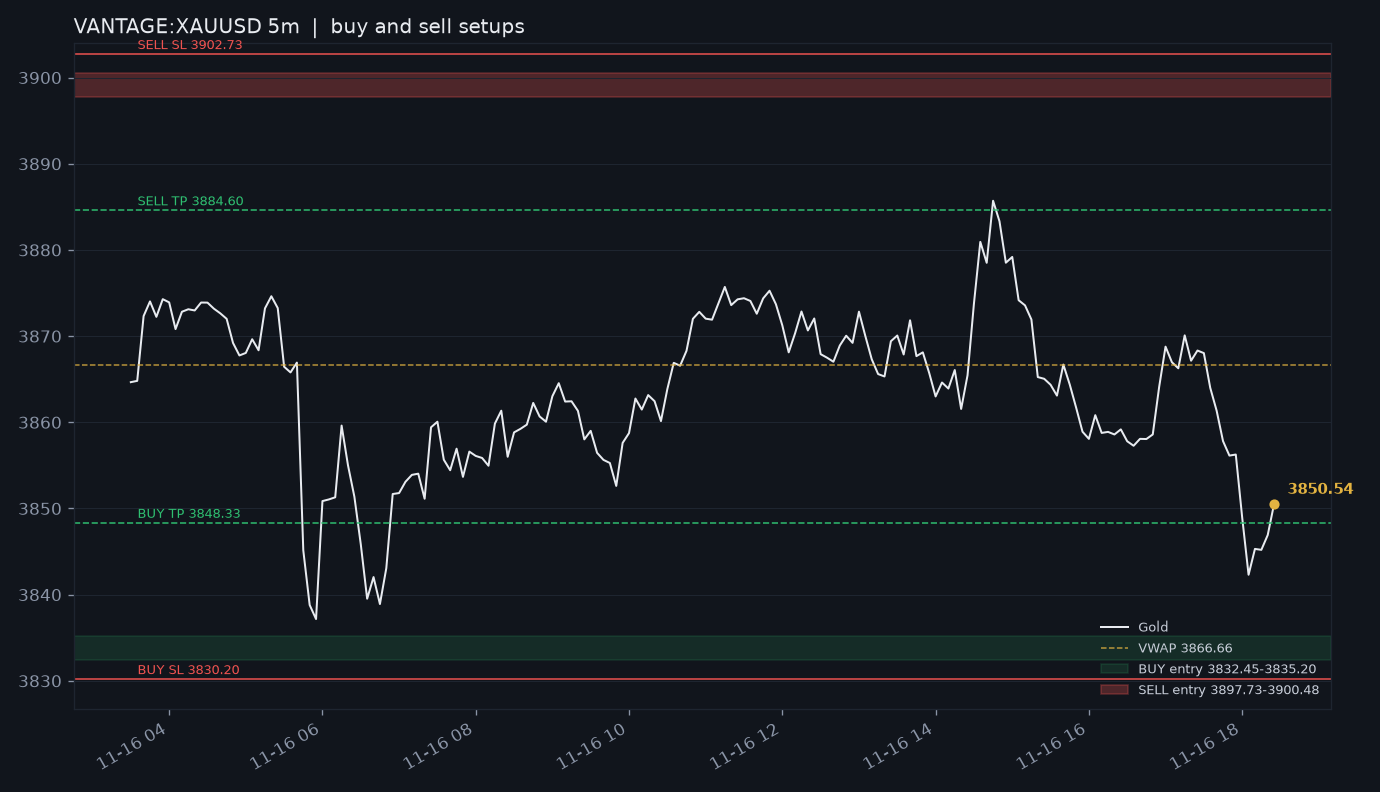 VANTAGE:XAUUSD 5m | buy and sell setups
SELL SL 3902.73
3900
3890
SELL TP 3884.60
3880
3870
3860
3850.54
3850
BUY TP 3848.33
3840
Gold
VWAP 3866.66
BUY entry 3832.45-3835.20
BUY SL 3830.20
3830
SELL entry 3897.73-3900.48
11-16 04
11-16 06
11-16 08
11-16 10
11-16 12
11-16 14
11-16 16
11-16 18